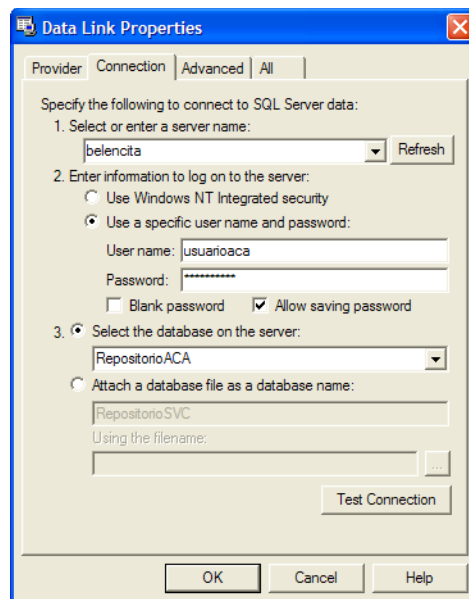 Data Link Properties
Provider Connection Advanced All
Specify the following to connect to SQL Server data:
1. Select or enter a server name:
belencita Refresh
2. Enter information to log on to the server:
Use Windows NT Integrated security
Use a specific user name and password:
User name: usuarioaca
Password: **********
Blank password Allow saving password
3. Select the database on the server:
RepositorioACA
Attach a database file as a database name:
RepositorioSVC
Using the filename:
...
Test Connection
OK Cancel Help